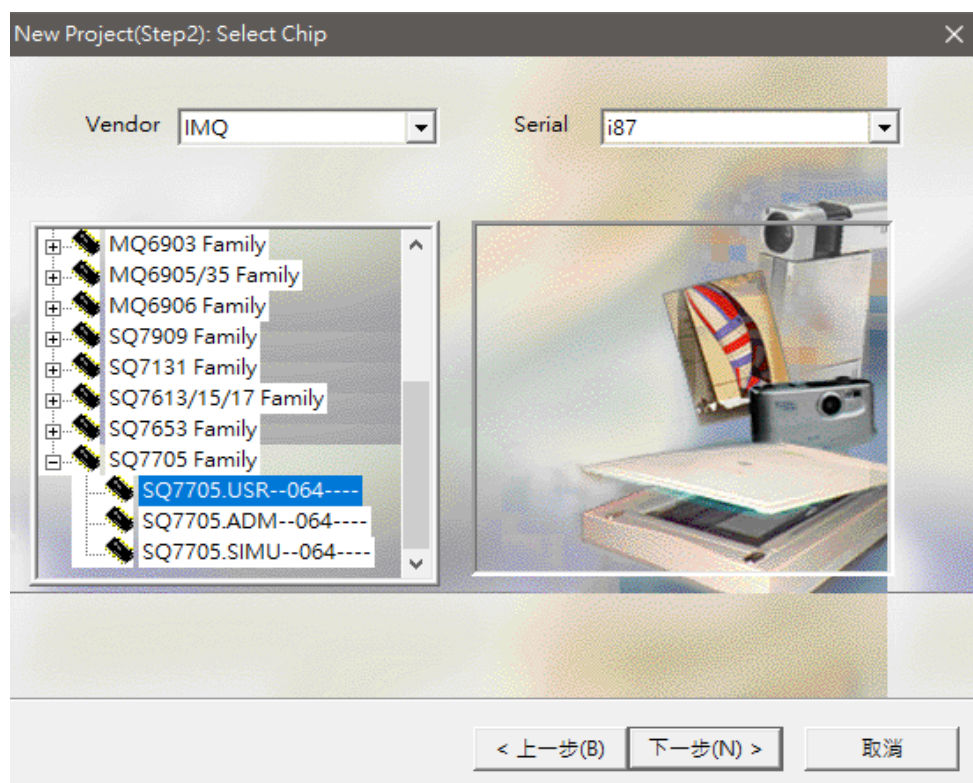 New Project(Step2): Select Chip
Vendor IMQ Serial i87
MQ6903 Family
MQ6905/35 Family
MQ6906 Family
SQ7909 Family
SQ7131 Family
SQ7613/15/17 Family
SQ7653 Family
SQ7705 Family
SQ7705.USR--064----
SQ7705.ADM--064----
SQ7705.SIMU--064----
< 上一步(B) 下一步(N) > 取消